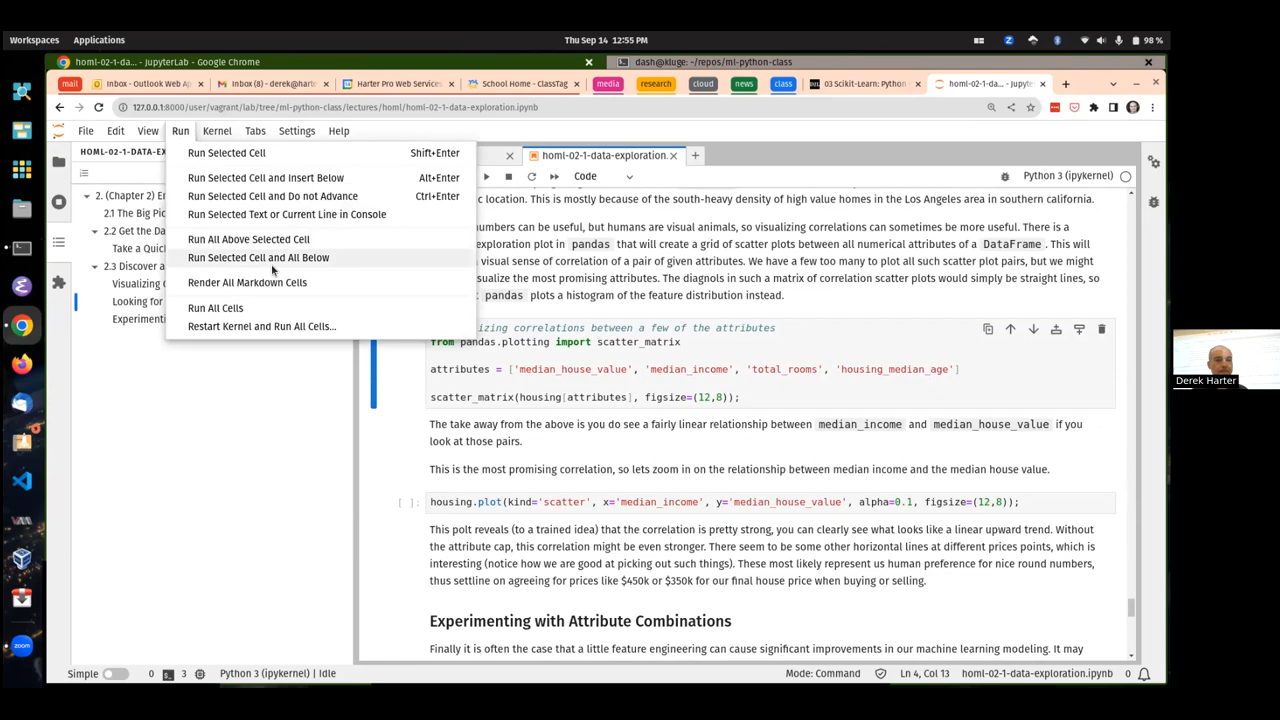 Workspaces Applications Thu Sep 14 12:55 PM 98 %
homl-02-1-da... - JupyterLab - Google Chrome dash@kluge: ~/repos/ml-python-class
mail Inbox - Outlook Web Ap Inbox (8) - derek@harte Harter Pro Web Services School Home - ClassTag media research cloud news class 03 Scikit-Learn: Python homl-02-1-da... - Jupyte
127.0.0.1:8000/user/vagrant/lab/tree/ml-python-class/lectures/homl/homl-02-1-data-exploration.ipynb
File Edit View Run Kernel Tabs Settings Help
HOML-02-1-DATA-EX
homl-02-1-data-exploration.
Code
Python 3 (ipykernel)
2. (Chapter 2) En
2.1 The Big Pic
2.2 Get the Da
Take a Quick
2.3 Discover a
Visualizing
Looking for
Experimenti
Run Selected Cell Shift+Enter
Run Selected Cell and Insert Below Alt+Enter
Run Selected Cell and Do not Advance Ctrl+Enter
Run Selected Text or Current Line in Console
Run All Above Selected Cell
Run Selected Cell and All Below
Render All Markdown Cells
Run All Cells
Restart Kernel and Run All Cells...
c location. This is mostly because of the south-heavy density of high value homes in the Los Angeles area in southern california.
numbers can be useful, but humans are visual animals, so visualizing correlations can sometimes be more useful. There is a
exploration plot in pandas that will create a grid of scatter plots between all numerical attributes of a DataFrame. This will
visual sense of correlation of a pair of given attributes. We have a few too many to plot all such scatter plot pairs, but we might
sualize the most promising attributes. The diagnols in such a matrix of correlation scatter plots would simply be straight lines, so
pandas plots a histogram of the feature distribution instead.
izing correlations between a few of the attributes
from pandas.plotting import scatter_matrix
attributes = ['median_house_value', 'median_income', 'total_rooms', 'housing_median_age']
scatter_matrix(housing[attributes], figsize=(12,8));
The take away from the above is you do see a fairly linear relationship between median_income and median_house_value if you
look at those pairs.
This is the most promising correlation, so lets zoom in on the relationship between median income and the median house value.
[ ]: housing.plot(kind='scatter', x='median_income', y='median_house_value', alpha=0.1, figsize=(12,8));
This polt reveals (to a trained idea) that the correlation is pretty strong, you can clearly see what looks like a linear upward trend. Without
the attribute cap, this correlation might be even stronger. There seem to be some other horizontal lines at different prices points, which is
interesting (notice how we are good at picking out such things). These most likely represent us human preference for nice round numbers,
thus settline on agreeing for prices like $450k or $350k for our final house price when buying or selling.
Experimenting with Attribute Combinations
Finally it is often the case that a little feature engineering can cause significant improvements in our machine learning modeling. It may
Derek Harter
zoom
Simple 0 3 Python 3 (ipykernel) | Idle Mode: Command Ln 4, Col 13 homl-02-1-data-exploration.ipynb 0